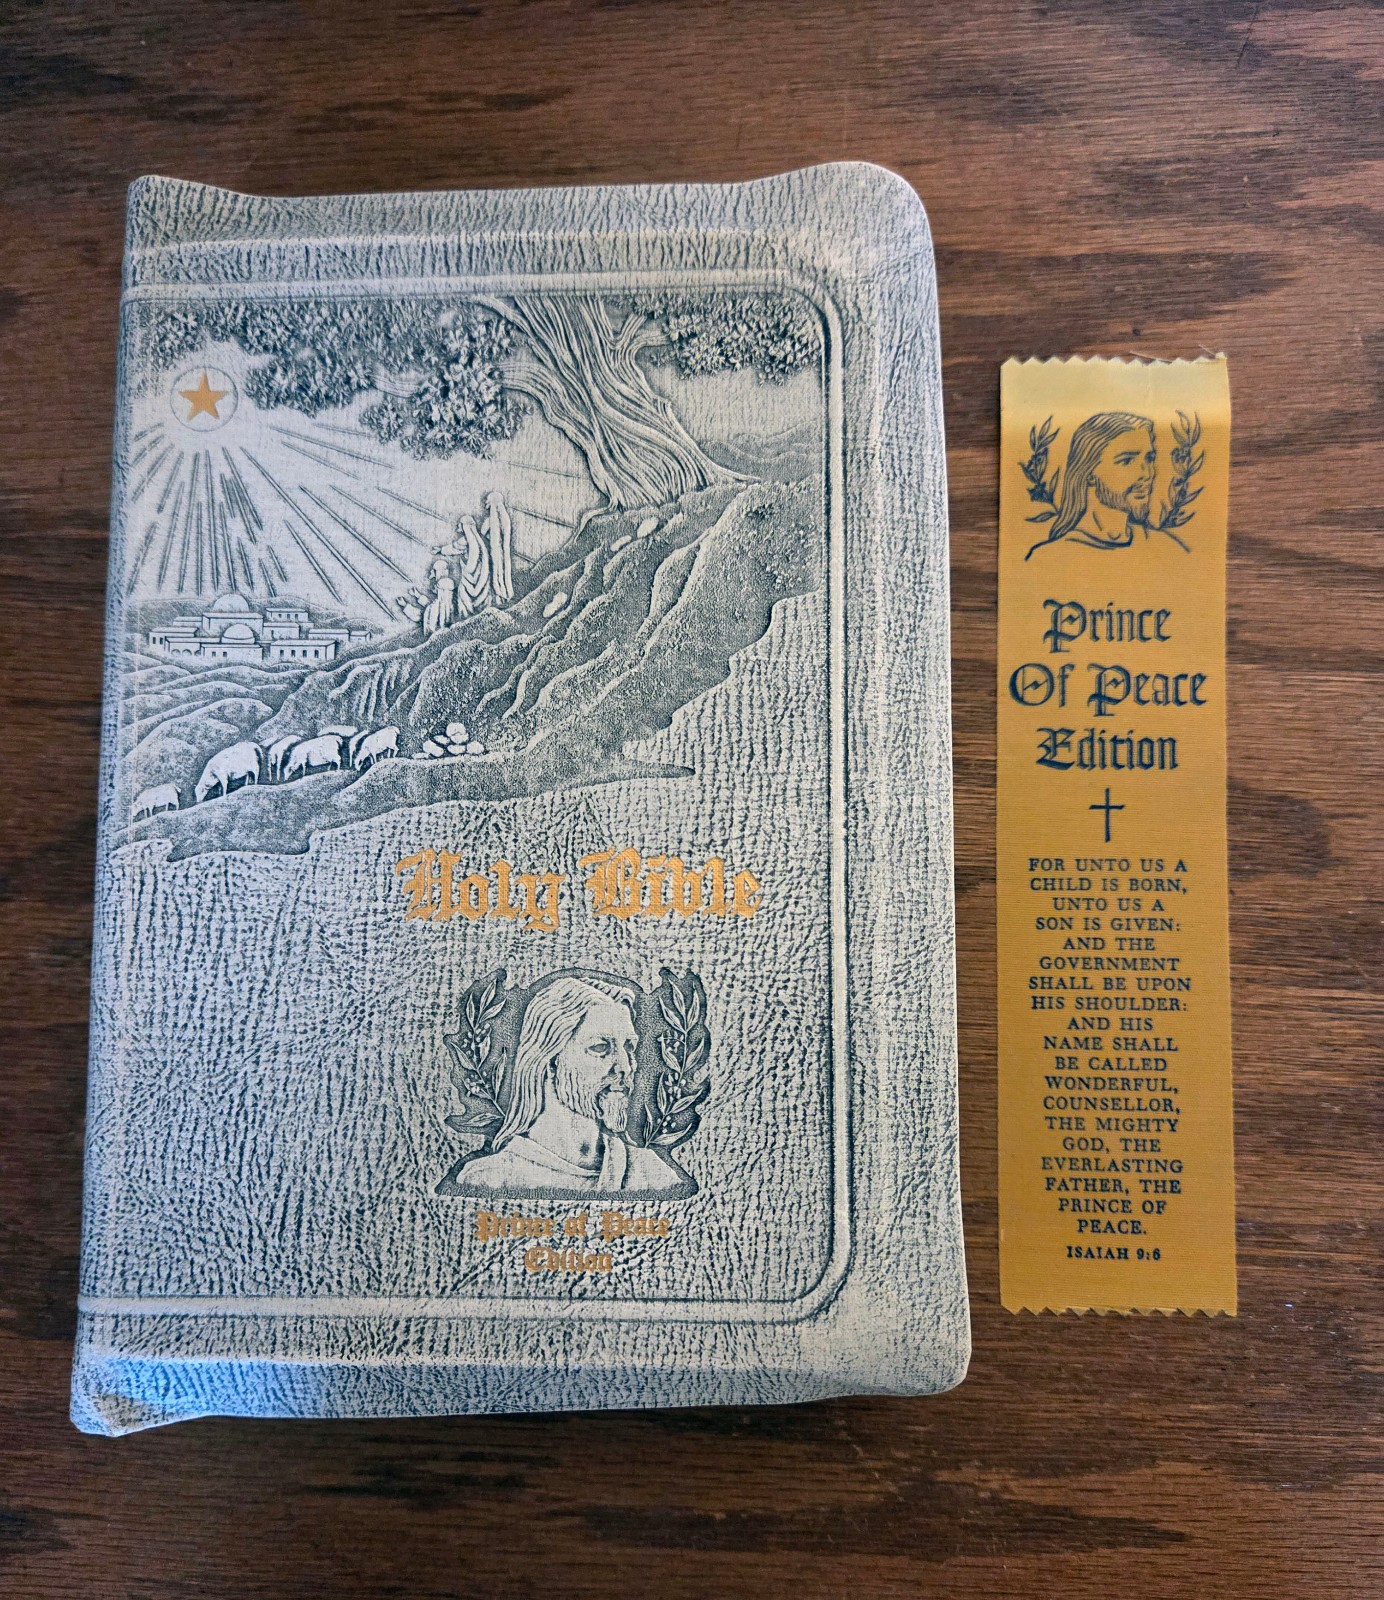 Holy Bible
Prince of Peace
Edition
Prince
Of Peace
Edition
FOR UNTO US A
CHILD IS BORN,
UNTO US A
SON IS GIVEN:
AND THE
GOVERNMENT
SHALL BE UPON
HIS SHOULDER:
AND HIS
NAME SHALL
BE CALLED
WONDERFUL,
COUNSELLOR,
THE MIGHTY
GOD, THE
EVERLASTING
FATHER, THE
PRINCE OF
PEACE.
ISAIAH 9:6